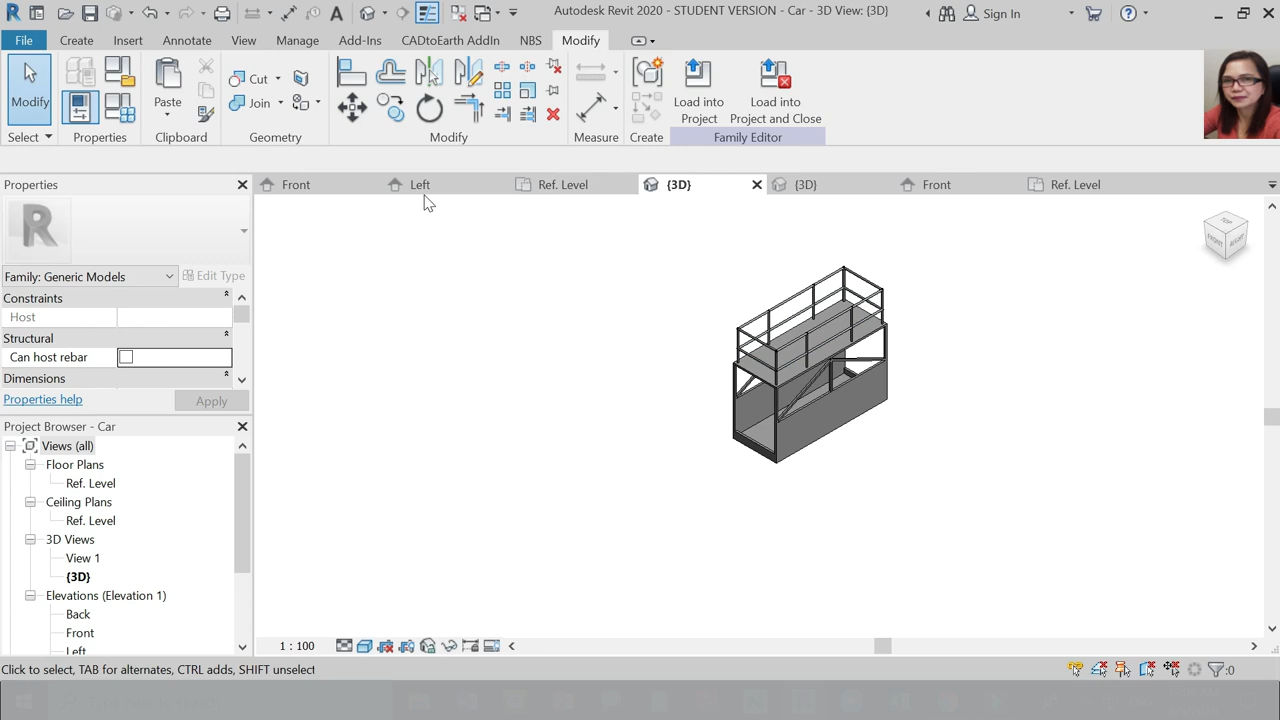 Autodesk Revit 2020 - STUDENT VERSION - Car - 3D View: {3D}
Sign In
File Create Insert Annotate View Manage Add-Ins CADtoEarth AddIn NBS Modify
Modify
Paste
Cut
Join
Load into Project
Load into Project and Close
Select Properties Clipboard Geometry Modify Measure Create Family Editor
Properties
Front Left Ref. Level {3D} {3D} Front Ref. Level
TOP
FRONT RIGHT
Family: Generic Models
Edit Type
Constraints
Host
Structural
Can host rebar
Dimensions
Properties help
Apply
Project Browser - Car
Views (all)
Floor Plans
Ref. Level
Ceiling Plans
Ref. Level
3D Views
View 1
{3D}
Elevations (Elevation 1)
Back
Front
Left
1 : 100
Click to select, TAB for alternates, CTRL adds, SHIFT unselect
:0